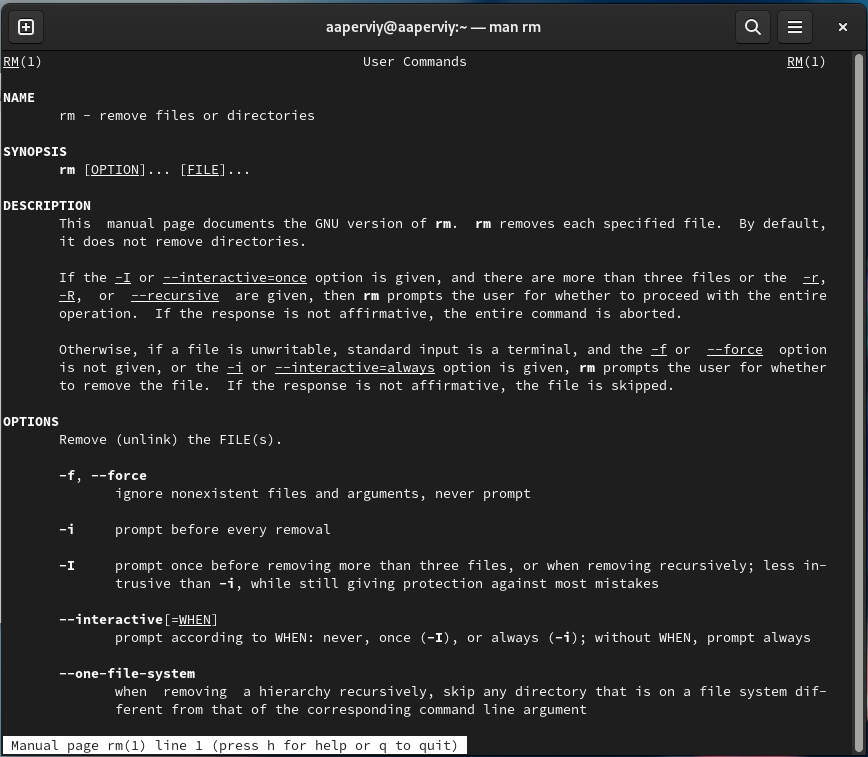 aaperviy@aaperviy:~ — man rm
RM(1) User Commands RM(1)
NAME
rm - remove files or directories
SYNOPSIS
rm [OPTION]... [FILE]...
DESCRIPTION
This manual page documents the GNU version of rm. rm removes each specified file. By default,
it does not remove directories.
If the -I or --interactive=once option is given, and there are more than three files or the -r,
-R, or --recursive are given, then rm prompts the user for whether to proceed with the entire
operation. If the response is not affirmative, the entire command is aborted.
Otherwise, if a file is unwritable, standard input is a terminal, and the -f or --force option
is not given, or the -i or --interactive=always option is given, rm prompts the user for whether
to remove the file. If the response is not affirmative, the file is skipped.
OPTIONS
Remove (unlink) the FILE(s).
-f, --force
ignore nonexistent files and arguments, never prompt
-i prompt before every removal
-I prompt once before removing more than three files, or when removing recursively; less in-
trusive than -i, while still giving protection against most mistakes
--interactive[=WHEN]
prompt according to WHEN: never, once (-I), or always (-i); without WHEN, prompt always
--one-file-system
when removing a hierarchy recursively, skip any directory that is on a file system dif-
ferent from that of the corresponding command line argument
Manual page rm(1) line 1 (press h for help or q to quit)